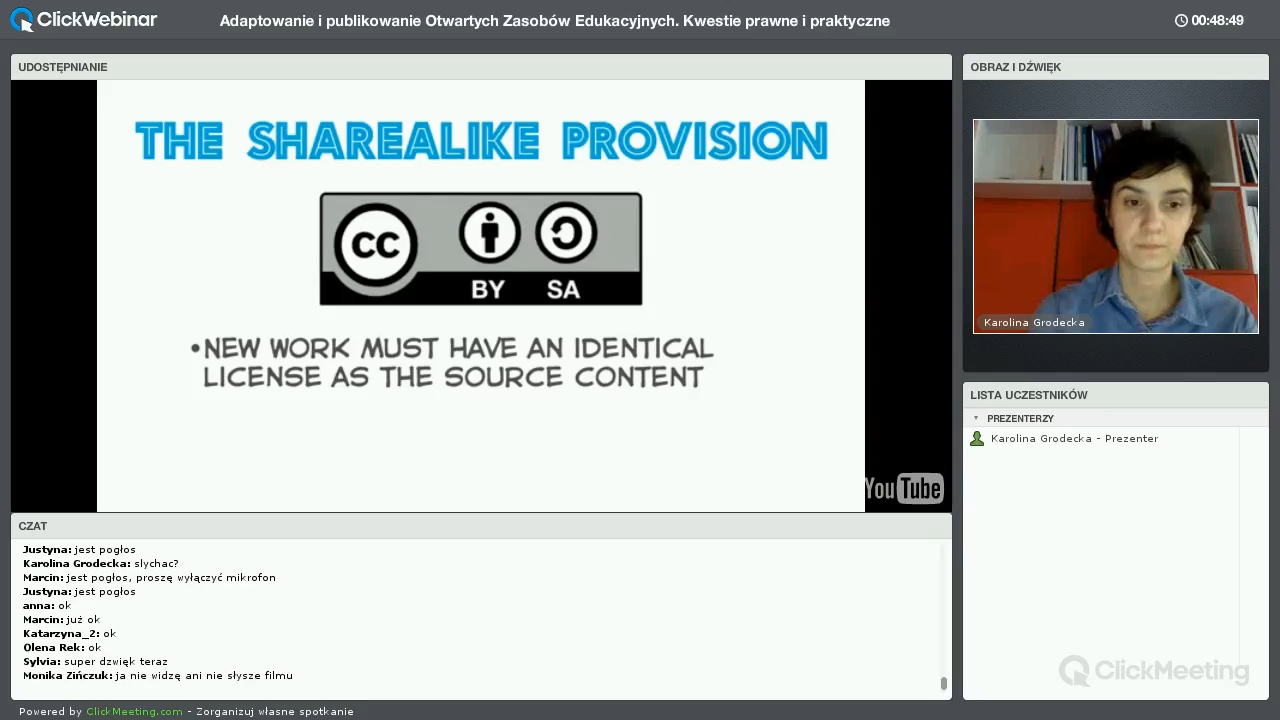 ClickWebinar
Adaptowanie i publikowanie Otwartych Zasobów Edukacyjnych. Kwestie prawne i praktyczne
00:48:49
UDOSTĘPNIANIE
THE SHAREALIKE PROVISION
CC
BY SA
•NEW WORK MUST HAVE AN IDENTICAL
LICENSE AS THE SOURCE CONTENT
YouTube
CZAT
Justyna: jest pogłos
Karolina Grodecka: slychac?
Marcin: jest pogłos, proszę wyłączyć mikrofon
Justyna: jest pogłos
anna: ok
Marcin: już ok
Katarzyna_2: ok
Olena Rek: ok
Sylvia: super dzwięk teraz
Monika Zińczuk: ja nie widzę ani nie słysze filmu
OBRAZ I DŹWIĘK
Karolina Grodecka
LISTA UCZESTNIKÓW
PREZENTERZY
Karolina Grodecka - Prezenter
ClickMeeting
Powered by ClickMeeting.com - Zorganizuj własne spotkanie